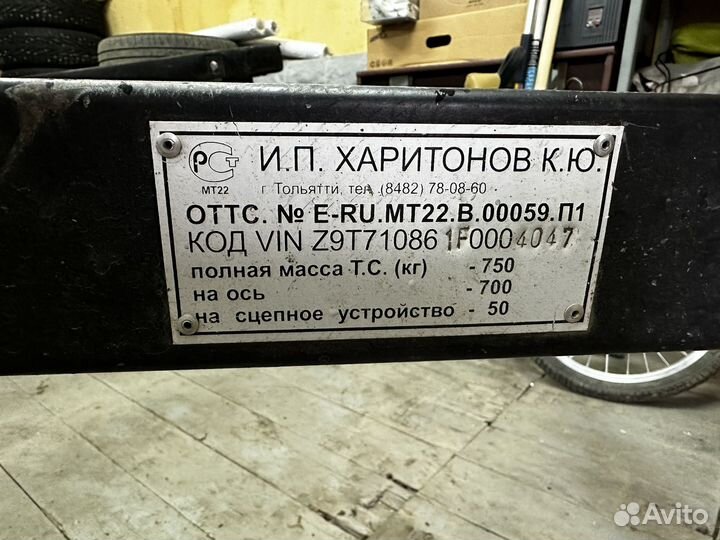 РСТ
МТ22
И.П. ХАРИТОНОВ К.Ю.
г. Тольятти, тел. (8482) 78-08-60
ОТТС. № E-RU.MT22.B.00059.П1
КОД VIN Z9T710861F0004047
полная масса Т.С. (кг) - 750
на ось - 700
на сцепное устройство - 50
Avito